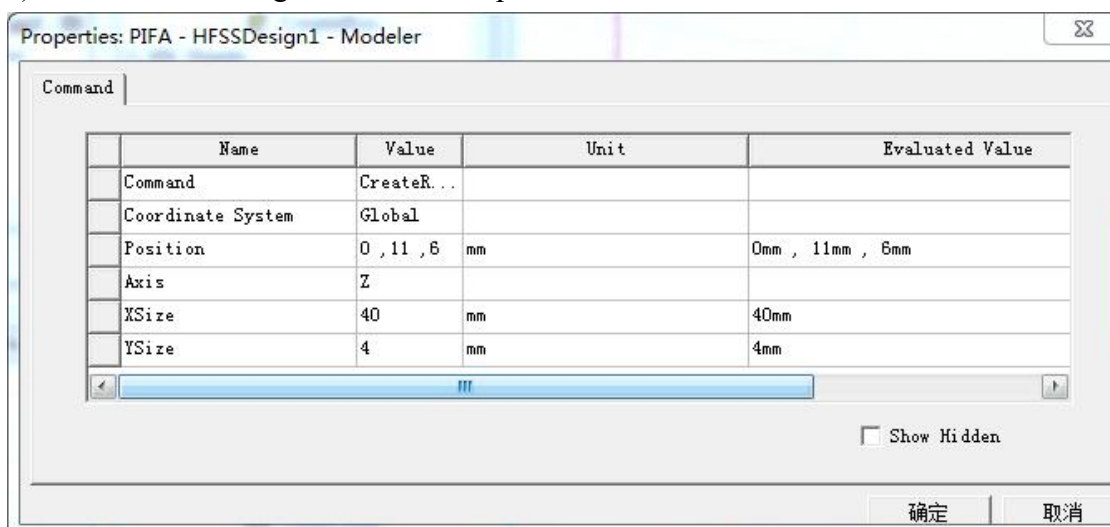 Properties: PIFA - HFSSDesign1 - Modeler
Command
Name Value Unit Evaluated Value
Command CreateR...
Coordinate System Global
Position 0 ,11 ,6 mm 0mm , 11mm , 6mm
Axis Z
XSize 40 mm 40mm
YSize 4 mm 4mm
Show Hidden
确定 取消